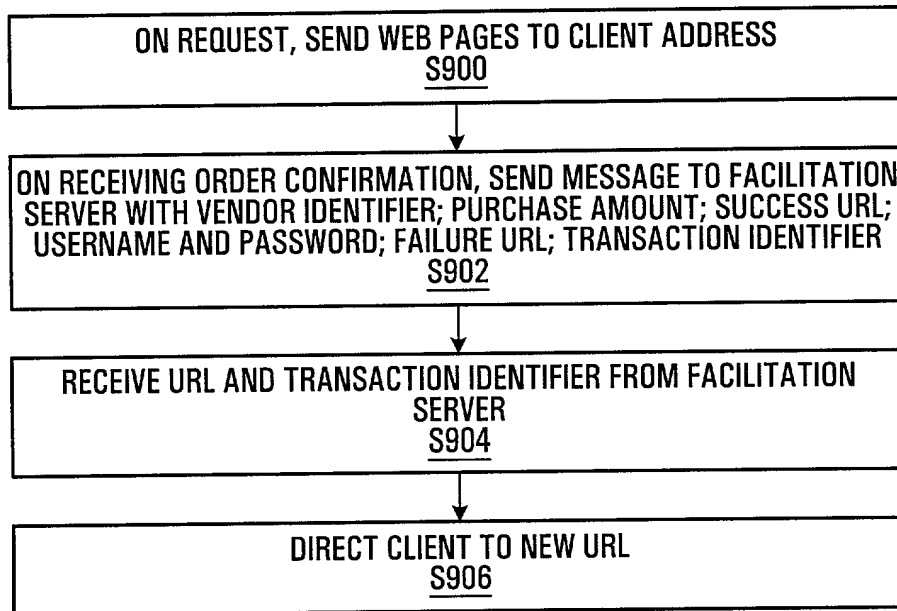 ON REQUEST, SEND WEB PAGES TO CLIENT ADDRESS
S900
ON RECEIVING ORDER CONFIRMATION, SEND MESSAGE TO FACILITATION
SERVER WITH VENDOR IDENTIFIER; PURCHASE AMOUNT; SUCCESS URL;
USERNAME AND PASSWORD; FAILURE URL; TRANSACTION IDENTIFIER
S902
RECEIVE URL AND TRANSACTION IDENTIFIER FROM FACILITATION
SERVER
S904
DIRECT CLIENT TO NEW URL
S906